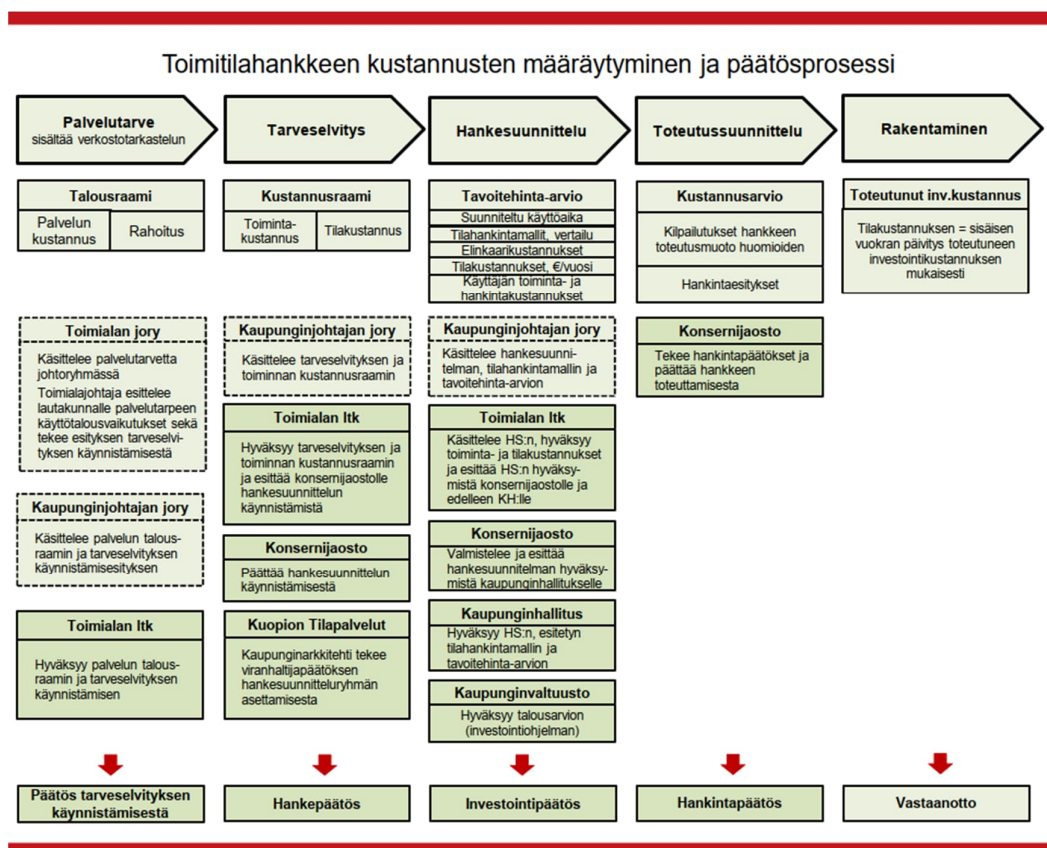 Toimitilahankkeen kustannusten määräytyminen ja päätösprosessi
Palvelutarve
sisältää verkostotarkastelun
Tarveselvitys
Hankesuunnittelu
Toteutussuunnittelu
Rakentaminen
Talousraami
Palvelun
kustannus
Rahoitus
Kustannusraami
Toiminta-
kustannus
Tilakustannus
Tavoitehinta-arvio
Suunniteltu käyttöaika
Tilahankintamallit, vertailu
Elinkaarikustannukset
Tilakustannukset, €/vuosi
Käyttäjän toiminta- ja
hankintakustannukset
Kustannusarvio
Kilpailutukset hankkeen
toteutusmuoto huomioiden
Hankintaesitykset
Toteutunut inv.kustannus
Tilakustannuksen = sisäisen
vuokran päivitys toteutuneen
investointikustannuksen
mukaisesti
Toimialan jory
Käsittelee palvelutarvetta
johtoryhmässä
Toimialajohtaja esittelee
lautakunnalle palvelutarpeen
käyttötalousvaikutukset sekä
tekee esityksen tarveselvi-
tyksen käynnistämisestä
Kaupunginjohtajan jory
Käsittelee palvelun talous-
raamin ja tarveselvityksen
käynnistämisesityksen
Toimialan ltk
Hyväksyy palvelun talous-
raamin ja tarveselvityksen
käynnistämisen
Kaupunginjohtajan jory
Käsittelee tarveselvityksen ja
toiminnan kustannusraamin
Toimialan ltk
Hyväksyy tarveselvityksen ja
toiminnan kustannusraamin
ja esittää konsernijaostolle
hankesuunnittelun
käynnistämistä
Konsernijaosto
Päättää hankesuunnittelun
käynnistämisestä
Kuopion Tilapalvelut
Kaupunginarkkitehti tekee
viranhaltijapäätöksen
hankesuunnitteluryhmän
asettamisesta
Kaupunginjohtajan jory
Käsittelee hankesuunni-
telman, tilahankintamallin ja
tavoitehinta-arvion
Toimialan ltk
Käsittelee HS:n, hyväksyy
toiminta- ja tilakustannukset
ja esittää HS:n hyväksy-
mistä konsernijaostolle ja
edelleen KH:lle
Konsernijaosto
Valmistelee ja esittää
hankesuunnitelman hyväksy-
mistä kaupunginhallitukselle
Kaupunginhallitus
Hyväksyy HS:n, esitetyn
tilahankintamallin ja
tavoitehinta-arvion
Kaupunginvaltuusto
Hyväksyy talousarvion
(investointiohjelman)
Konsernijaosto
Tekee hankintapäätökset ja
päättää hankkeen
toteuttamisesta
Päätös tarveselvityksen
käynnistämisestä
Hankepäätös
Investointipäätös
Hankintapäätös
Vastaanotto